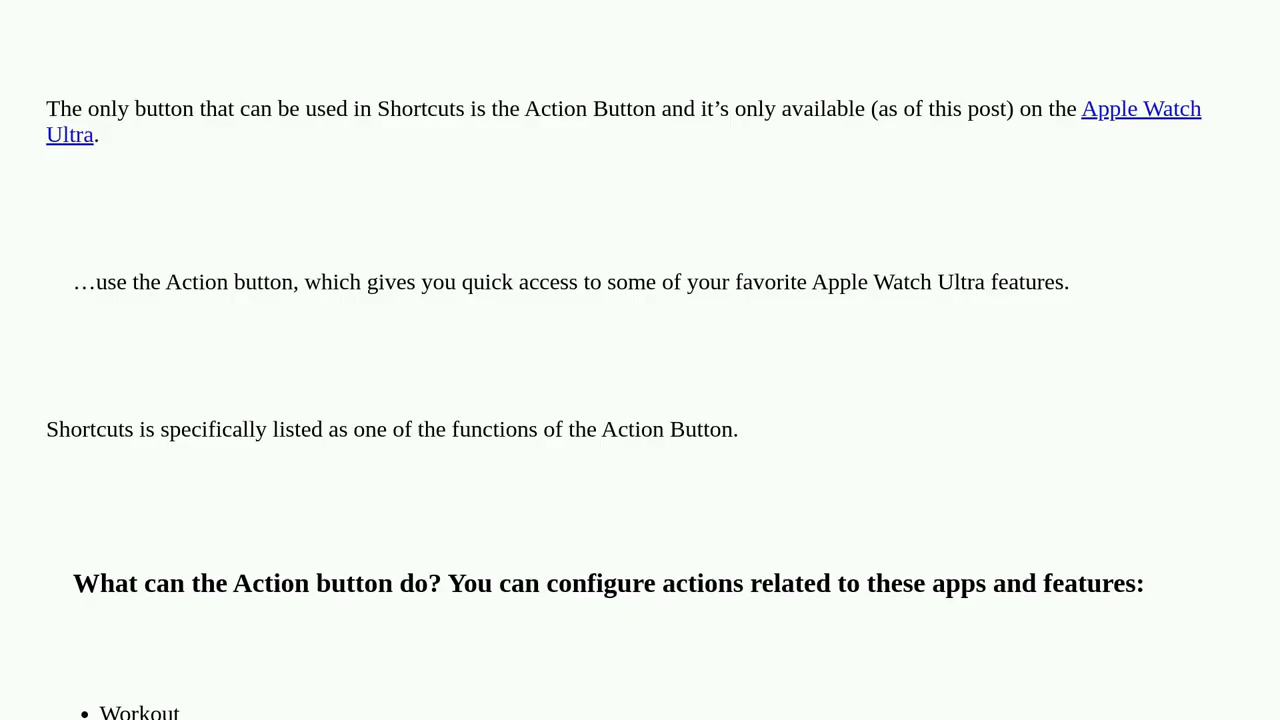 The only button that can be used in Shortcuts is the Action Button and it’s only available (as of this post) on the Apple Watch
Ultra.
…use the Action button, which gives you quick access to some of your favorite Apple Watch Ultra features.
Shortcuts is specifically listed as one of the functions of the Action Button.
What can the Action button do? You can configure actions related to these apps and features:
• Workout